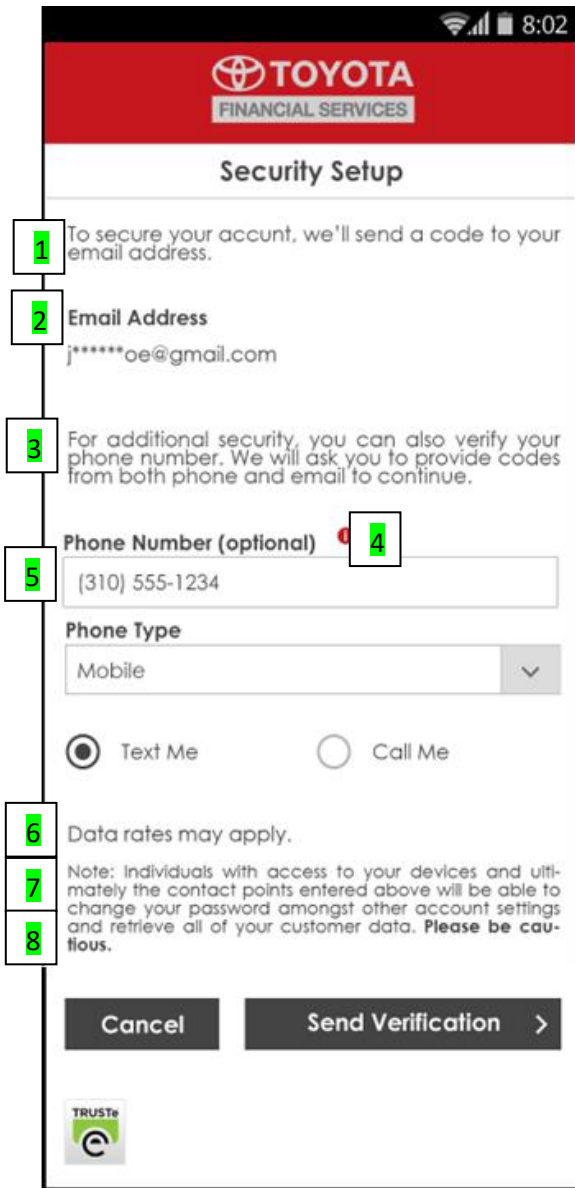 8:02
TOYOTA
FINANCIAL SERVICES
Security Setup
1
To secure your accunt, we'll send a code to your
email address.
2
Email Address
j******oe@gmail.com
3
For additional security, you can also verify your
phone number. We will ask you to provide codes
from both phone and email to continue.
Phone Number (optional)
4
5
(310) 555-1234
Phone Type
Mobile
Text Me
Call Me
6
Data rates may apply.
7
Note: Individuals with access to your devices and ulti-
mately the contact points entered above will be able to
change your password amongst other account settings
8
and retrieve all of your customer data. Please be cau-
tious.
Cancel
Send Verification >
TRUSTe
e